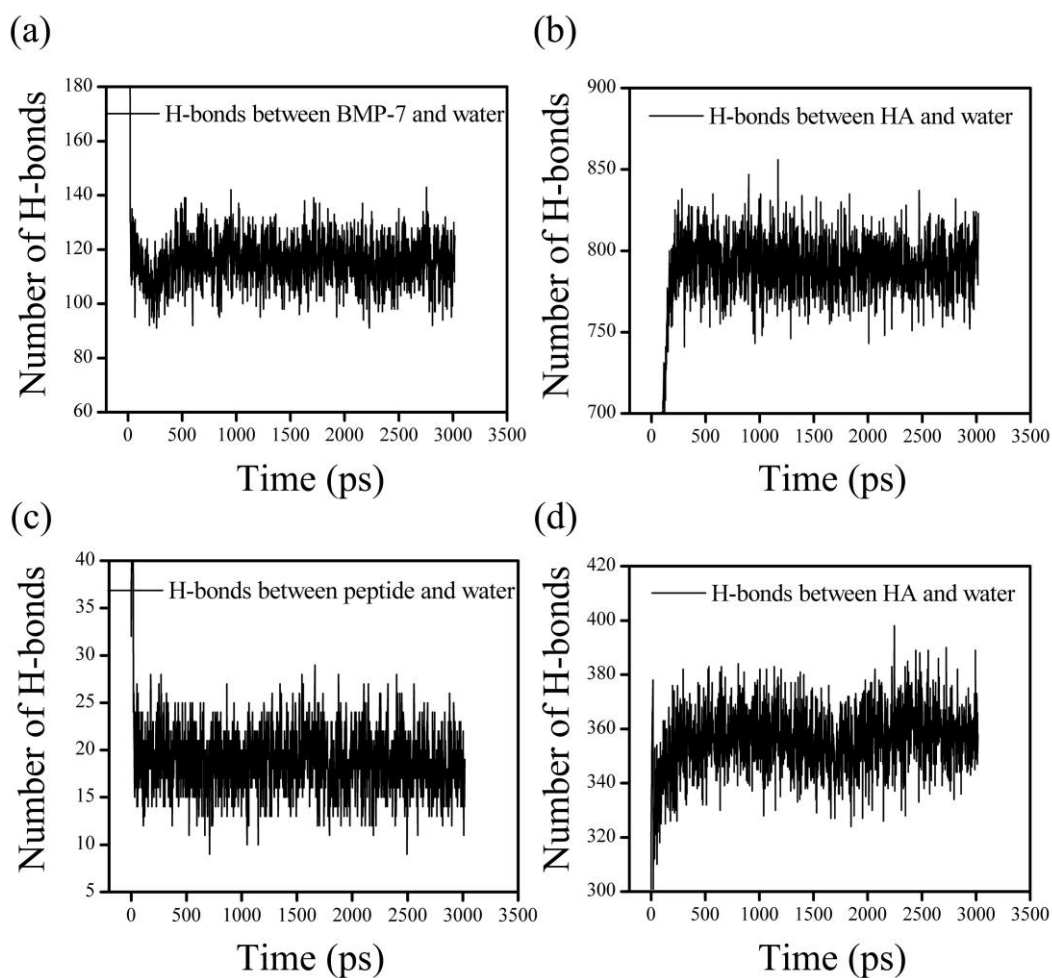 (a)
180
160
140
120
100
80
60
Number of H-bonds
H-bonds between BMP-7 and water
0 500 1000 1500 2000 2500 3000 3500
Time (ps)
(b)
900
850
800
750
700
Number of H-bonds
H-bonds between HA and water
0 500 1000 1500 2000 2500 3000 3500
Time (ps)
(c)
40
35
30
25
20
15
10
5
Number of H-bonds
H-bonds between peptide and water
0 500 1000 1500 2000 2500 3000 3500
Time (ps)
(d)
420
400
380
360
340
320
300
Number of H-bonds
H-bonds between HA and water
0 500 1000 1500 2000 2500 3000 3500
Time (ps)